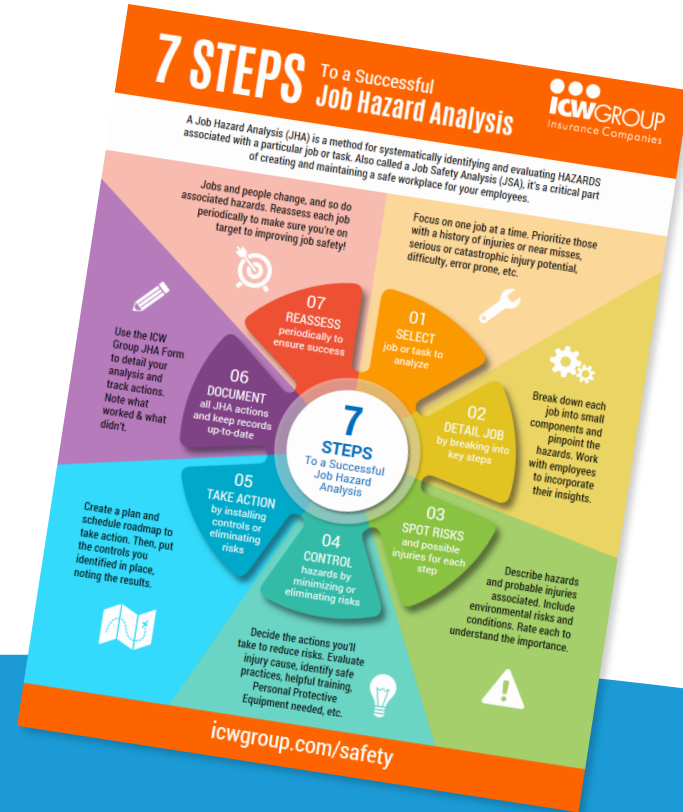 7 STEPS
To a Successful
Job Hazard Analysis
ICWGROUP
Insurance Companies
A Job Hazard Analysis (JHA) is a method for systematically identifying and evaluating HAZARDS
associated with a particular job or task. Also called a Job Safety Analysis (JSA), it's a critical part
of creating and maintaining a safe workplace for your employees.
Focus on one job at a time. Prioritize those
with a history of injuries or near misses,
serious or catastrophic injury potential,
difficulty, error prone, etc.
01
SELECT
job or task to
analyze
Break down each
job into small
components and
pinpoint the
hazards. Work
with employees
to incorporate
their insights.
02
DETAIL JOB
by breaking into
key steps
Describe hazards
and probable injuries
associated. Include
environmental risks and
conditions. Rate each to
understand the importance.
03
SPOT RISKS
and possible
injuries for each
step
Decide the actions you'll
take to reduce risks. Evaluate
injury cause, identify safe
practices, helpful training,
Personal Protective
Equipment needed, etc.
04
CONTROL
hazards by
minimizing or
eliminating risks
Create a plan and
schedule roadmap to
take action. Then, put
the controls you
identified in place,
noting the results.
05
TAKE ACTION
by installing
controls or
eliminating
risks
Use the ICW
Group JHA Form
to detail your
analysis and
track actions.
Note what
worked & what
didn't.
06
DOCUMENT
all JHA actions
and keep records
up-to-date
Jobs and people change, and so do
associated hazards. Reassess each job
periodically to make sure you're on
target to improving job safety!
07
REASSESS
periodically to
ensure success
7
STEPS
To a Successful
Job Hazard
Analysis
icwgroup.com/safety